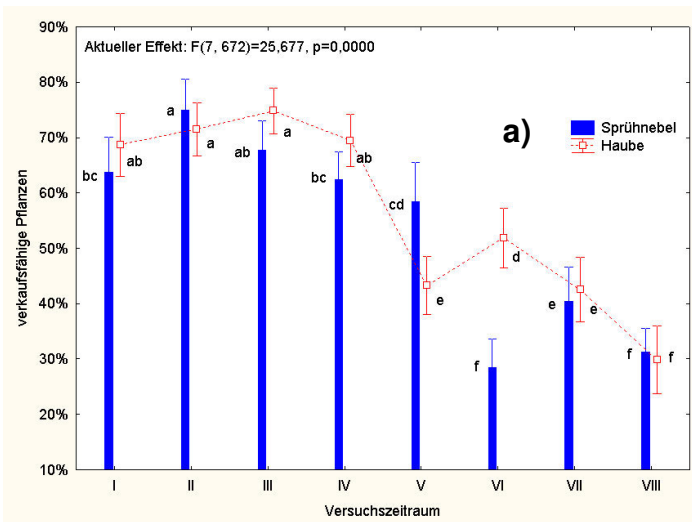 90%
80%
70%
60%
50%
40%
30%
20%
10%
verkaufsfähige Pflanzen
Aktueller Effekt: F(7, 672)=25,677, p=0,0000
a)
Sprühnebel
Haube
bc
ab
a
a
ab
a
bc
ab
cd
e
f
d
e
e
f
f
I
II
III
IV
V
VI
VII
VIII
Versuchszeitraum